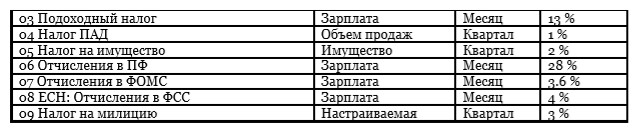 03 Подоходный налог Зарплата Месяц 13 %
04 Налог ПАД Объем продаж Квартал 1 %
05 Налог на имущество Имущество Квартал 2 %
06 Отчисления в ПФ Зарплата Месяц 28 %
07 Отчисления в ФОМС Зарплата Месяц 3.6 %
08 ЕСН: Отчисления в ФСС Зарплата Месяц 4 %
09 Налог на милицию Настраиваемая Квартал 3 %